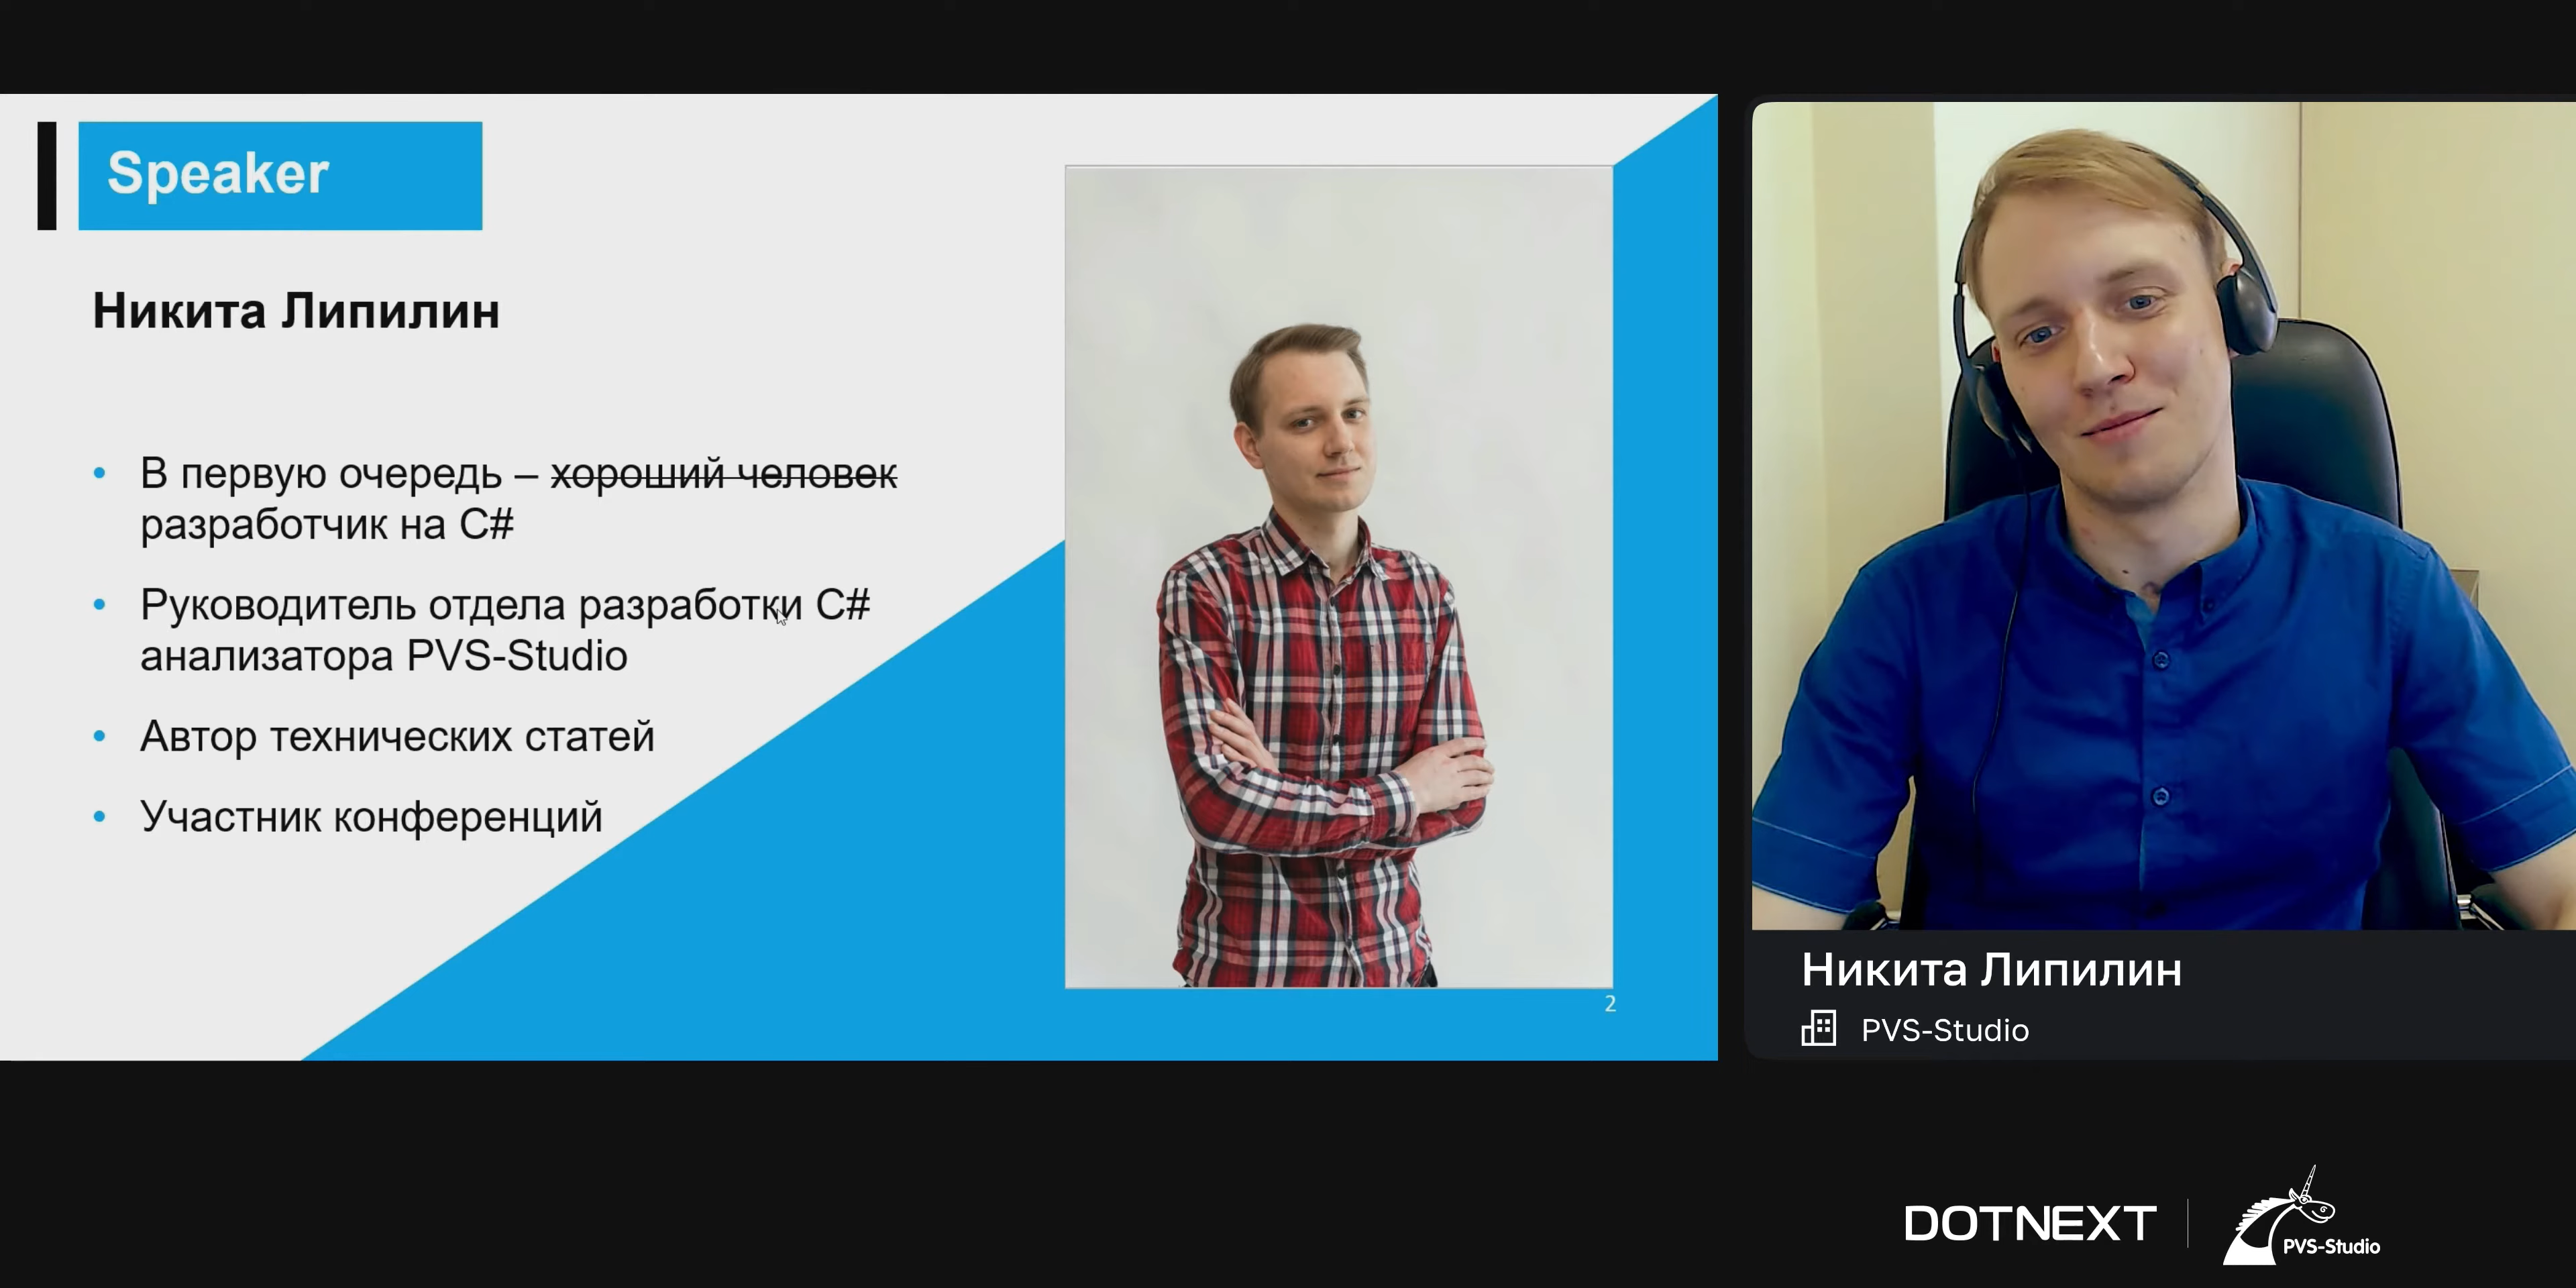 Speaker
Никита Липилин
• В первую очередь – хороший человек
разработчик на C#
• Руководитель отдела разработки C#
анализатора PVS-Studio
• Автор технических статей
• Участник конференций
2
Никита Липилин
PVS-Studio
DOTNEXT
PVS-Studio